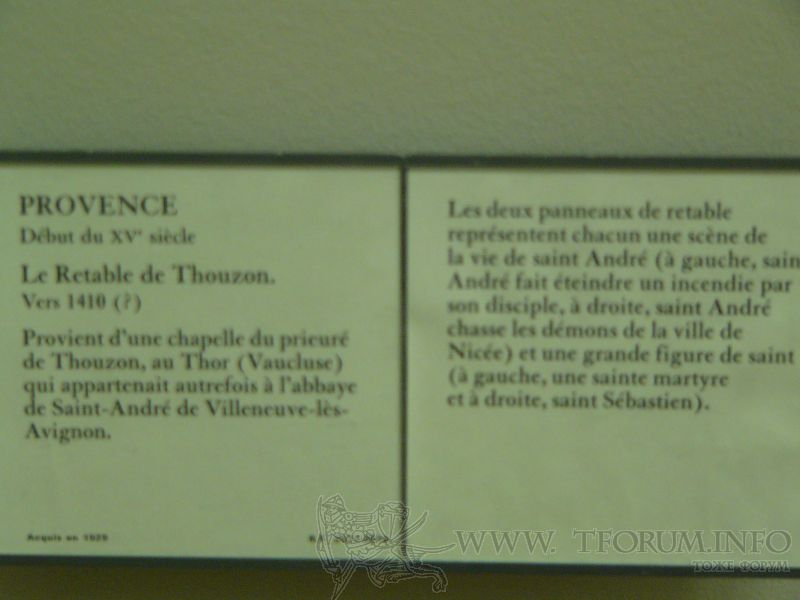 PROVENCE
Début du XVe siècle
Le Retable de Thouzon.
Vers 1410 (?)
Provient d'une chapelle du prieuré
de Thouzon, au Thor (Vaucluse)
qui appartenait autrefois à l'abbaye
de Saint-André de Villeneuve-lès-
Avignon.
Acquis en 1929
Les deux panneaux de retable
représentent chacun une scène de
la vie de saint André (à gauche, sain
André fait éteindre un incendie par
son disciple, à droite, saint André
chasse les démons de la ville de
Nicée) et une grande figure de saint
(à gauche, une sainte martyre
et à droite, saint Sébastien).
WWW. TFORUM.INFO
ТОЖЕ ФОРУМ